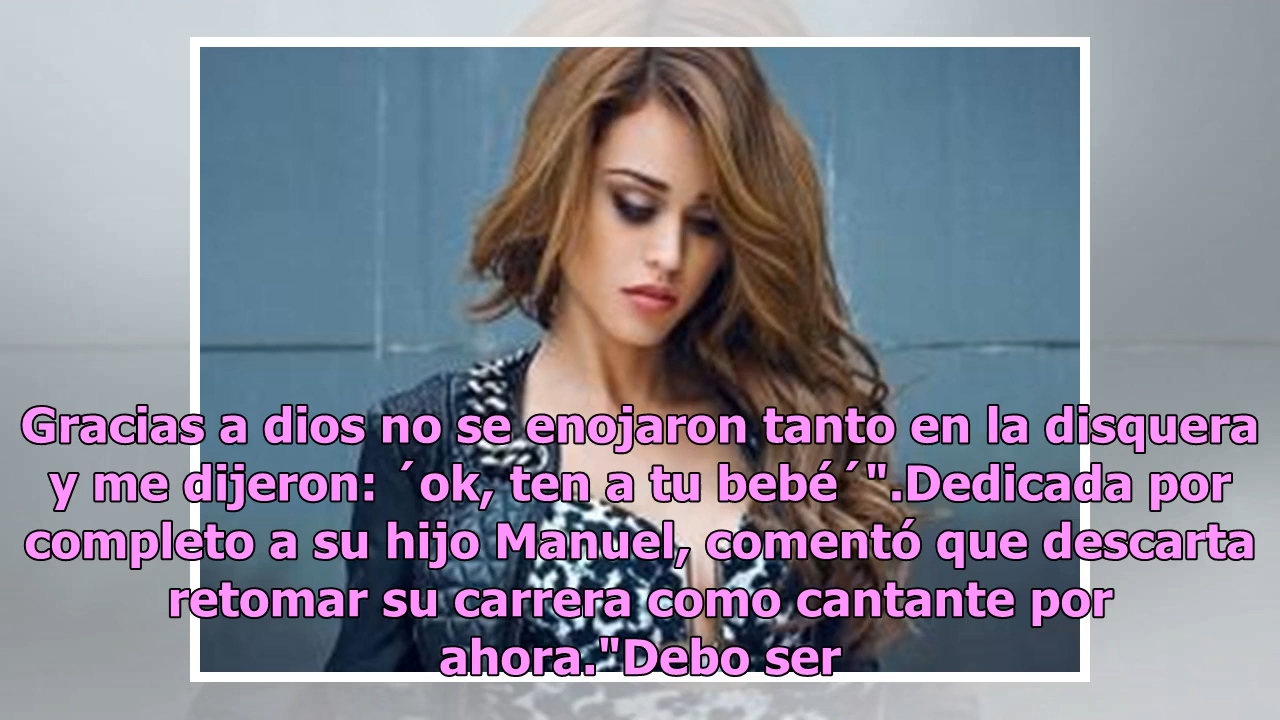 Gracias a dios no se enojaron tanto en la disquera
y me dijeron: ´ok, ten a tu bebé´".Dedicada por
completo a su hijo Manuel, comentó que descarta
retomar su carrera como cantante por
ahora."Debo ser